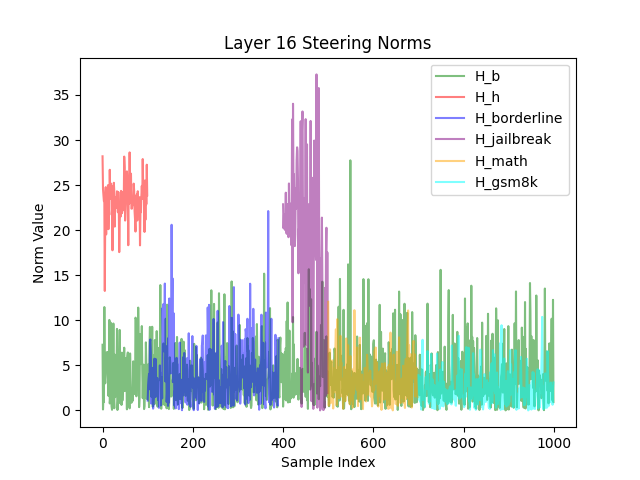 Layer 16 Steering Norms
H_b
H_h
H_borderline
H_jailbreak
H_math
H_gsm8k
Norm Value
35
30
25
20
15
10
5
0
0 200 400 600 800 1000
Sample Index